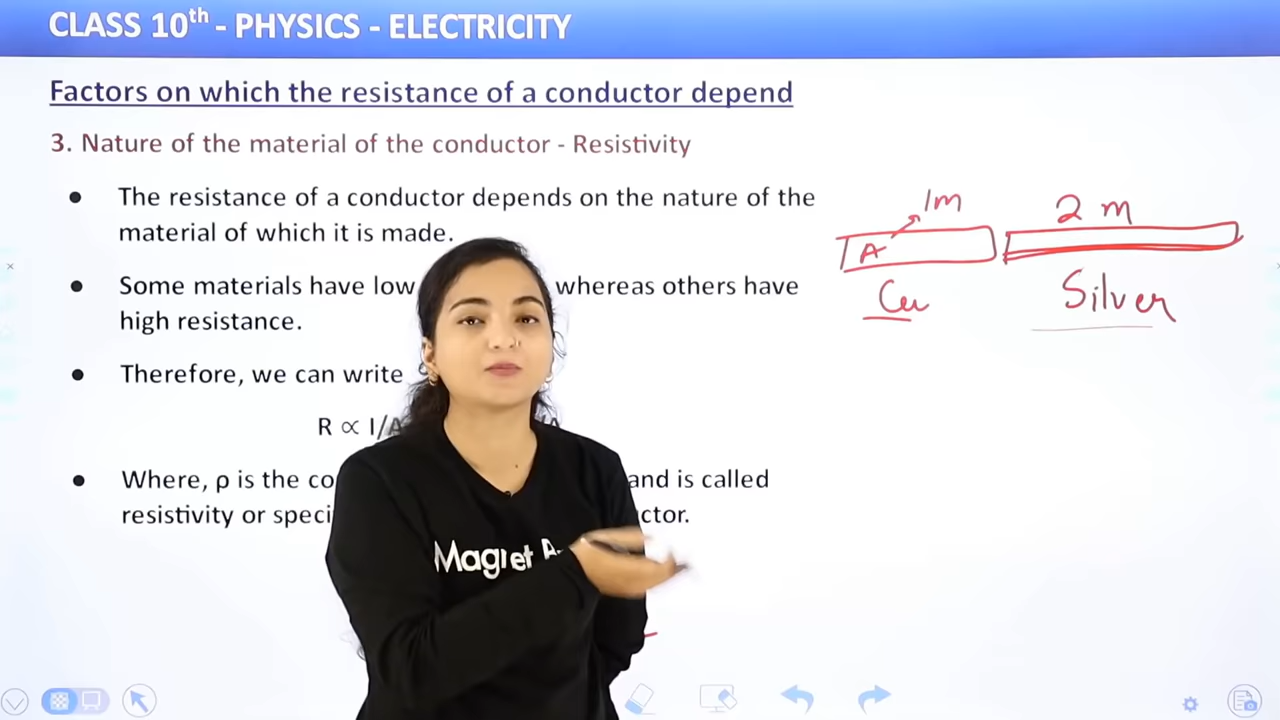 CLASS 10th - PHYSICS - ELECTRICITY
Factors on which the resistance of a conductor depend
3. Nature of the material of the conductor - Resistivity
● The resistance of a conductor depends on the nature of the
material of which it is made.
● Some materials have low whereas others have
high resistance.
● Therefore, we can write
R ∝ l/A /A
● Where, ρ is the and is called
resistivity or
1m
2 m
A
Cu
Silver
Magnet